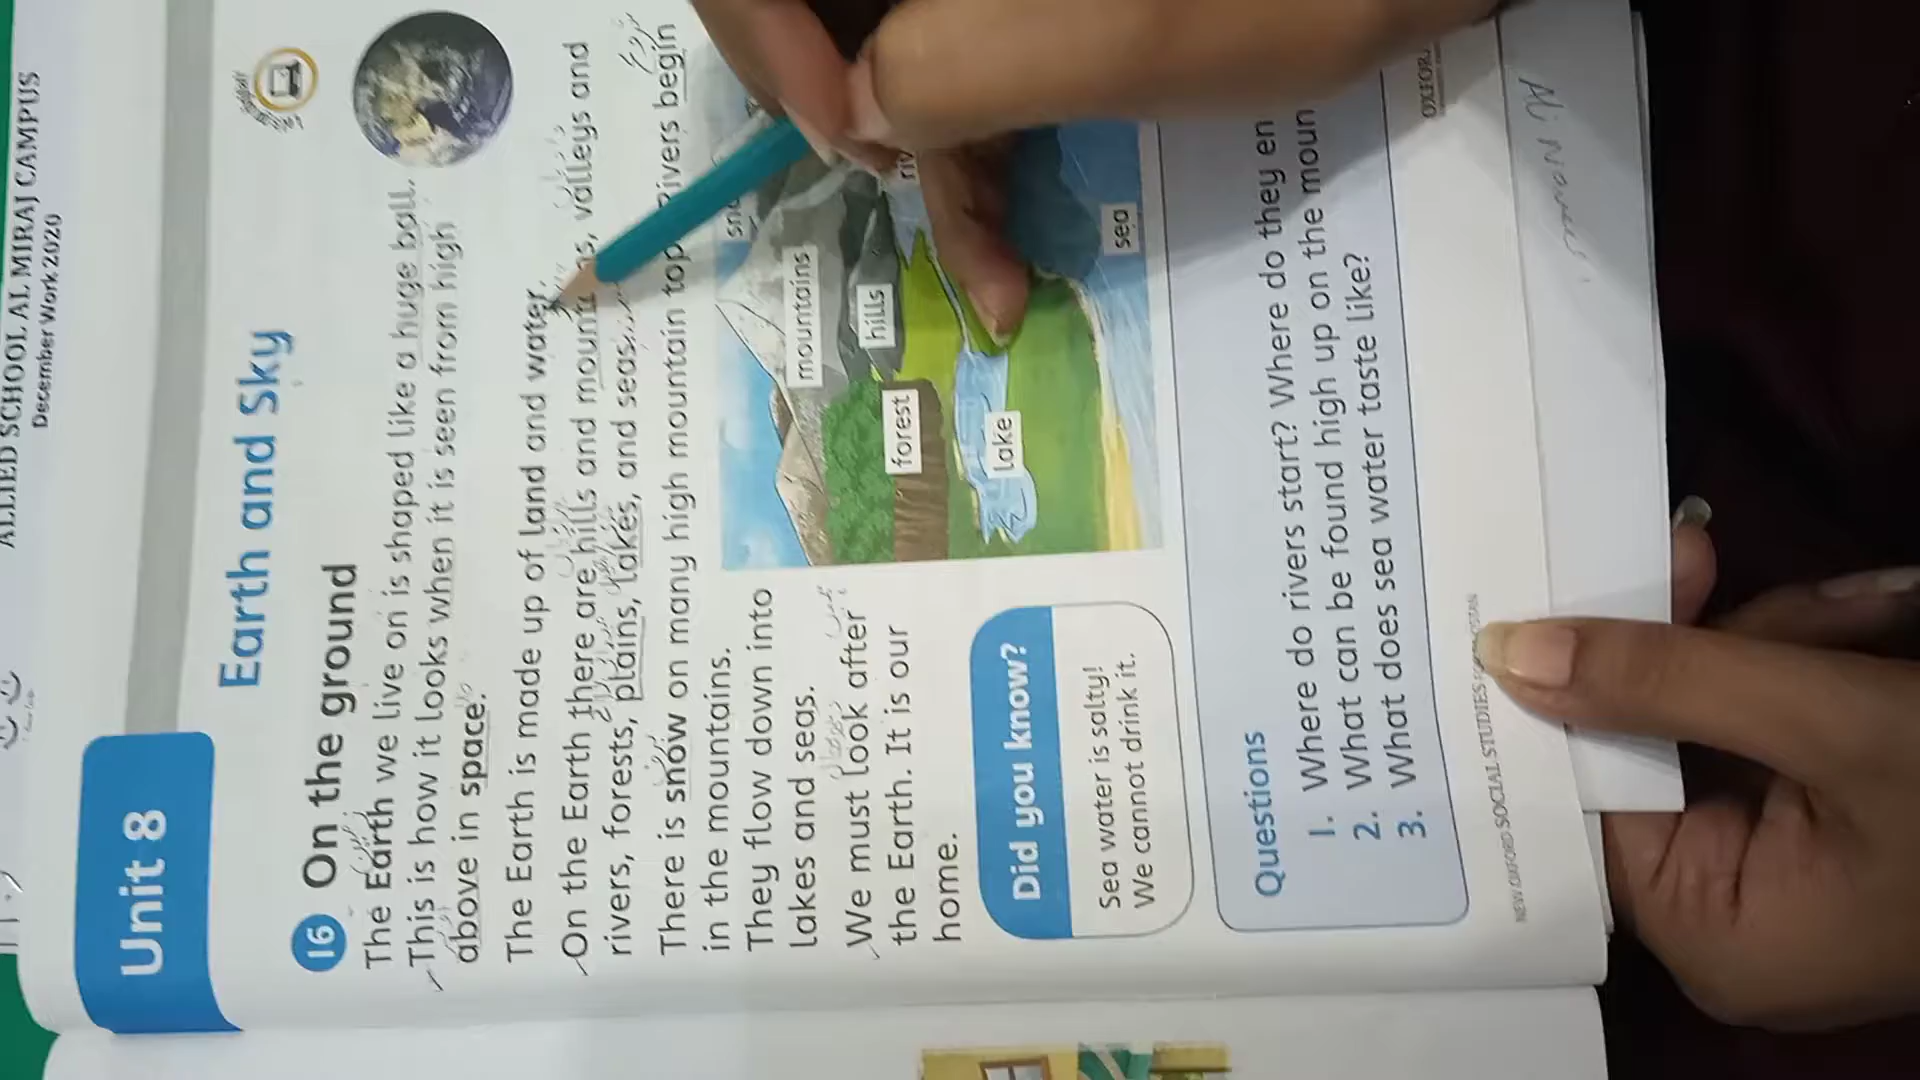 ALLIED SCHOOL AL MIRAJ CAMPUS
December Work 2020
Unit 8
Earth and Sky
16 On the ground
The Earth we live on is shaped like a huge ball.
This is how it looks when it is seen from high
above in space.
The Earth is made up of land and water.
On the Earth there are hills and mountains, valleys and
rivers, forests, plains, lakes, and seas.
There is snow on many high mountain top Rivers begin
in the mountains.
They flow down into
lakes and seas.
We must look after
the Earth. It is our
home.
mountains
hills
forest
lake
sea
Did you know?
Sea water is salty!
We cannot drink it.
Questions
1. Where do rivers start? Where do they en
2. What can be found high up on the moun
3. What does sea water taste like?
NEW OXFORD SOCIAL STUDIES
OXFOR